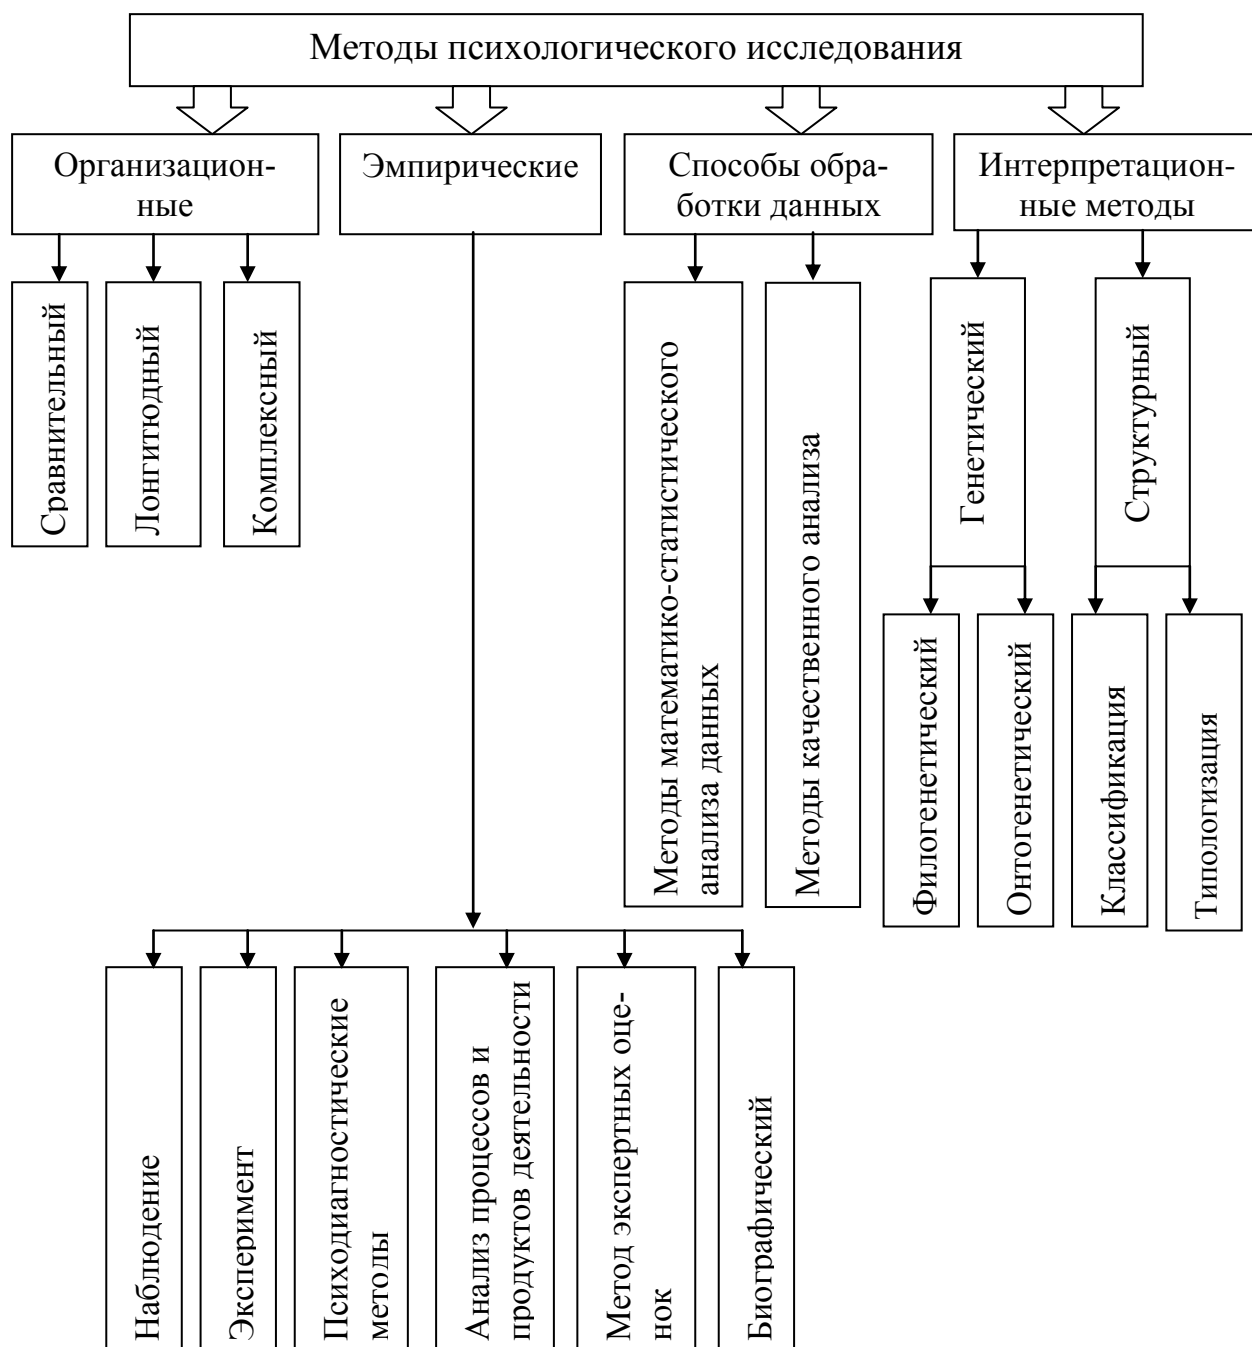 Методы психологического исследования
Организацион-
ные
Эмпирические
Способы обра-
ботки данных
Интерпретацион-
ные методы
Сравнительный
Лонгитюдный
Комплексный
Методы математико-статистического
анализа данных
Методы качественного анализа
Генетический
Структурный
Филогенетический
Онтогенетический
Классификация
Типологизация
Наблюдение
Эксперимент
Психодиагностические
методы
Анализ процессов и
продуктов деятельности
Метод экспертных оце-
нок
Биографический